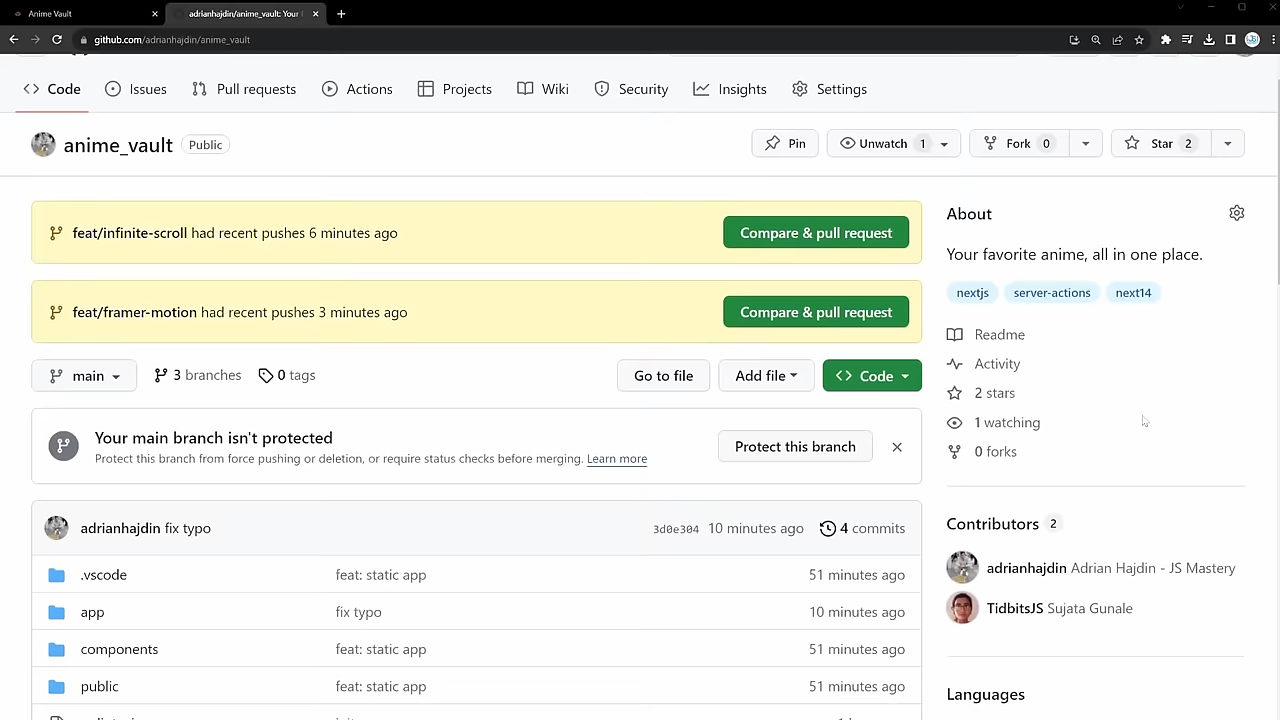 Anime Vault
adrianhajdin/anime_vault: Your
github.com/adrianhajdin/anime_vault
Code Issues Pull requests Actions Projects Wiki Security Insights Settings
anime_vault Public Pin Unwatch 1 Fork 0 Star 2
feat/infinite-scroll had recent pushes 6 minutes ago Compare & pull request
feat/framer-motion had recent pushes 3 minutes ago Compare & pull request
main 3 branches 0 tags Go to file Add file Code
Your main branch isn't protected
Protect this branch from force pushing or deletion, or require status checks before merging. Learn more
Protect this branch
adrianhajdin fix typo 3d0e304 10 minutes ago 4 commits
.vscode feat: static app 51 minutes ago
app fix typo 10 minutes ago
components feat: static app 51 minutes ago
public feat: static app 51 minutes ago
About
Your favorite anime, all in one place.
nextjs server-actions next14
Readme
Activity
2 stars
1 watching
0 forks
Contributors 2
adrianhajdin Adrian Hajdin - JS Mastery
TidbitsJS Sujata Gunale
Languages